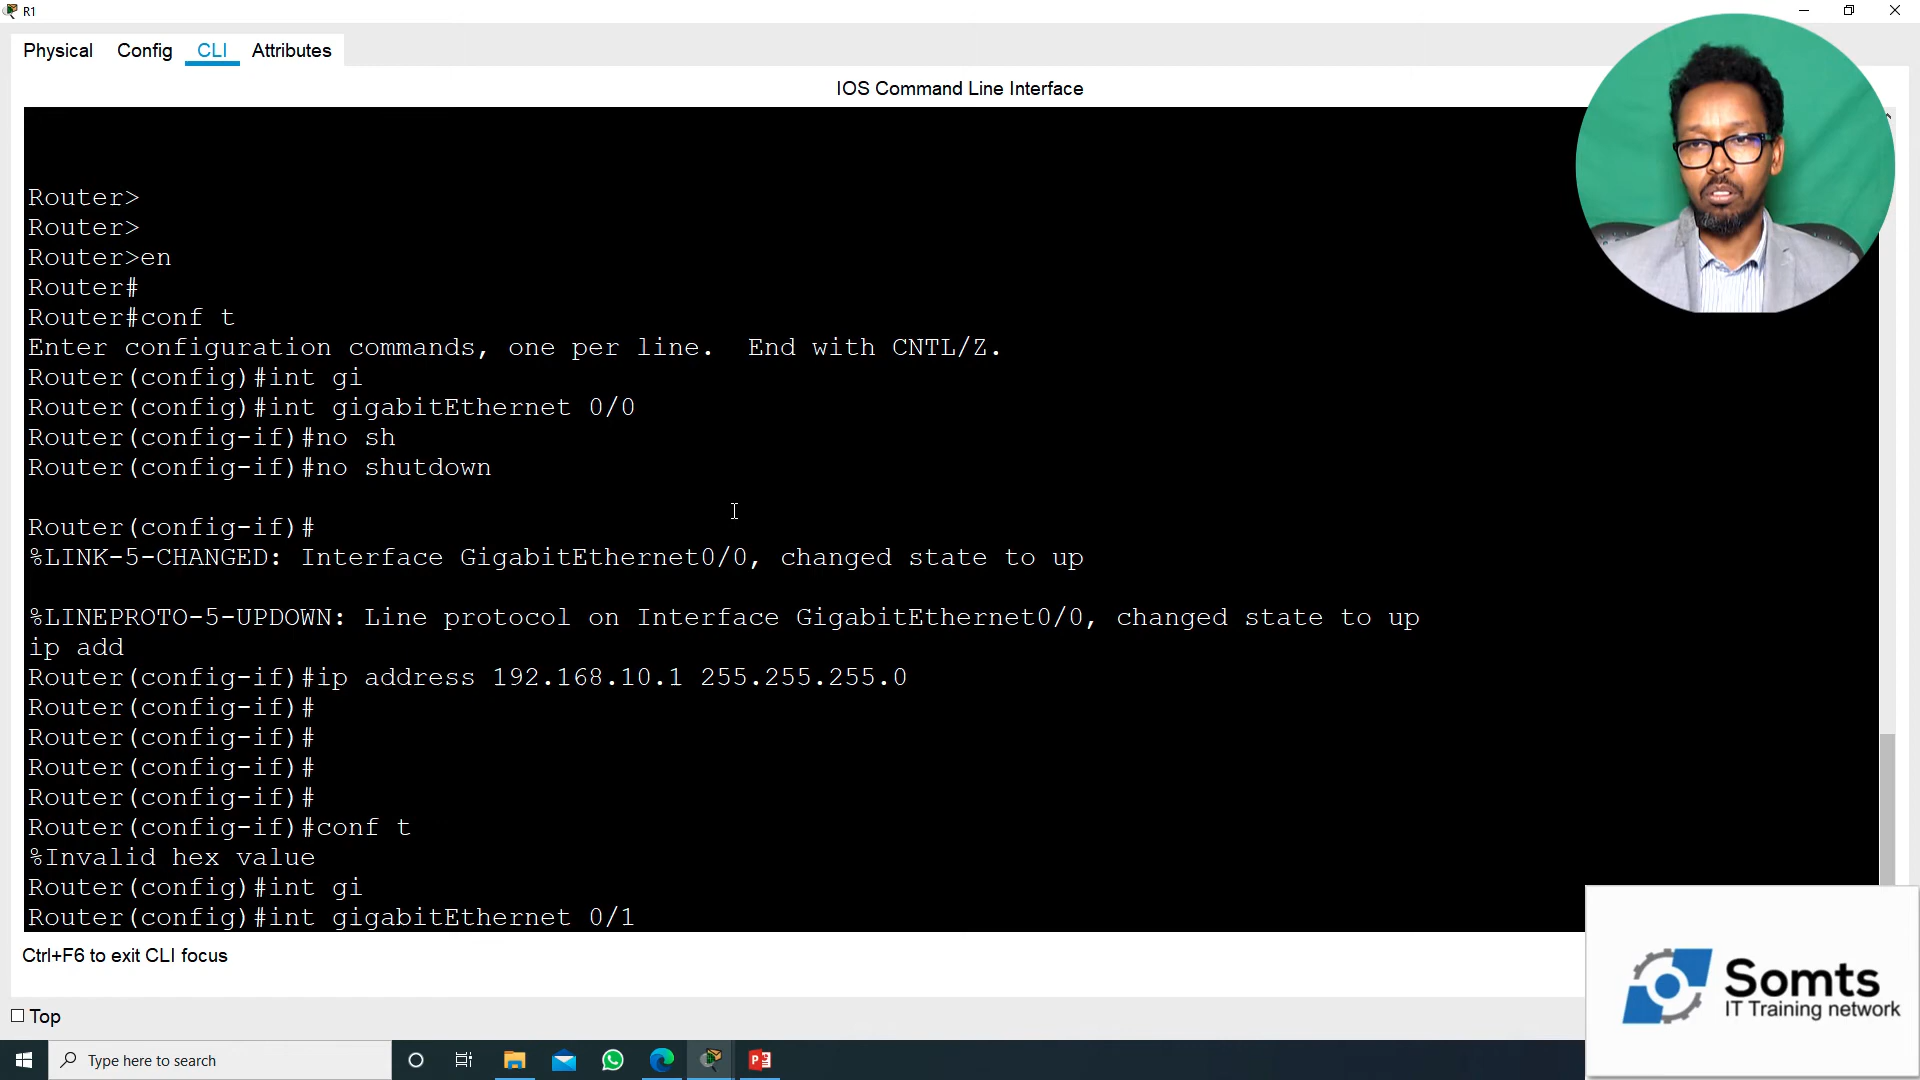 R1
Physical Config CLI Attributes
IOS Command Line Interface
Router>
Router>
Router>en
Router#
Router#conf t
Enter configuration commands, one per line.  End with CNTL/Z.
Router(config)#int gi
Router(config)#int gigabitEthernet 0/0
Router(config-if)#no sh
Router(config-if)#no shutdown
Router(config-if)#
%LINK-5-CHANGED: Interface GigabitEthernet0/0, changed state to up
%LINEPROTO-5-UPDOWN: Line protocol on Interface GigabitEthernet0/0, changed state to up
ip add
Router(config-if)#ip address 192.168.10.1 255.255.255.0
Router(config-if)#
Router(config-if)#
Router(config-if)#
Router(config-if)#
Router(config-if)#conf t
%Invalid hex value
Router(config)#int gi
Router(config)#int gigabitEthernet 0/1
Ctrl+F6 to exit CLI focus
Top
Somts
IT Training network
Type here to search